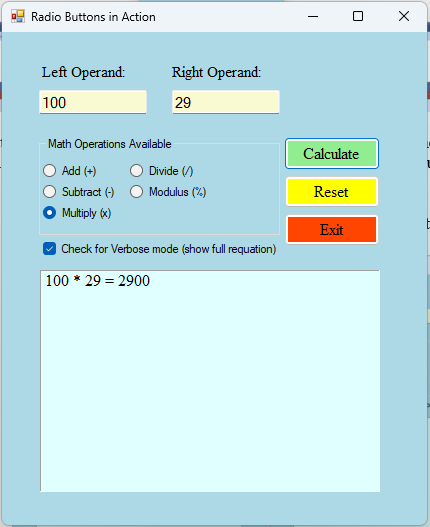 Radio Buttons in Action
Left Operand: Right Operand:
100 29
Math Operations Available
Add (+) Divide (/)
Subtract (-) Modulus (%)
Multiply (x)
Calculate
Reset
Exit
Check for Verbose mode (show full requation)
100 * 29 = 2900